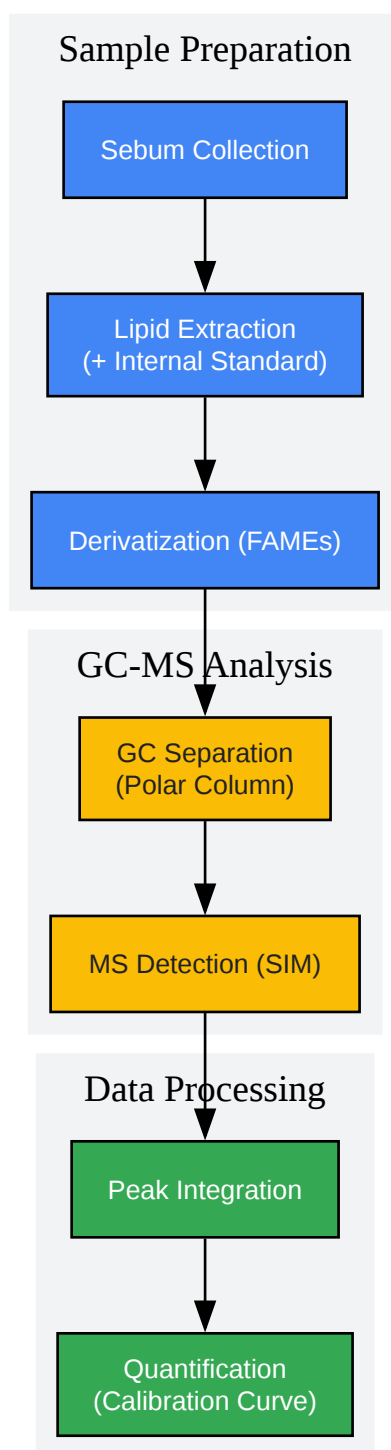 Sample Preparation
Sebum Collection
Lipid Extraction
(+ Internal Standard)
Derivatization (FAMEs)
GC-MS Analysis
GC Separation
(Polar Column)
MS Detection (SIM)
Data Processing
Peak Integration
Quantification
(Calibration Curve)